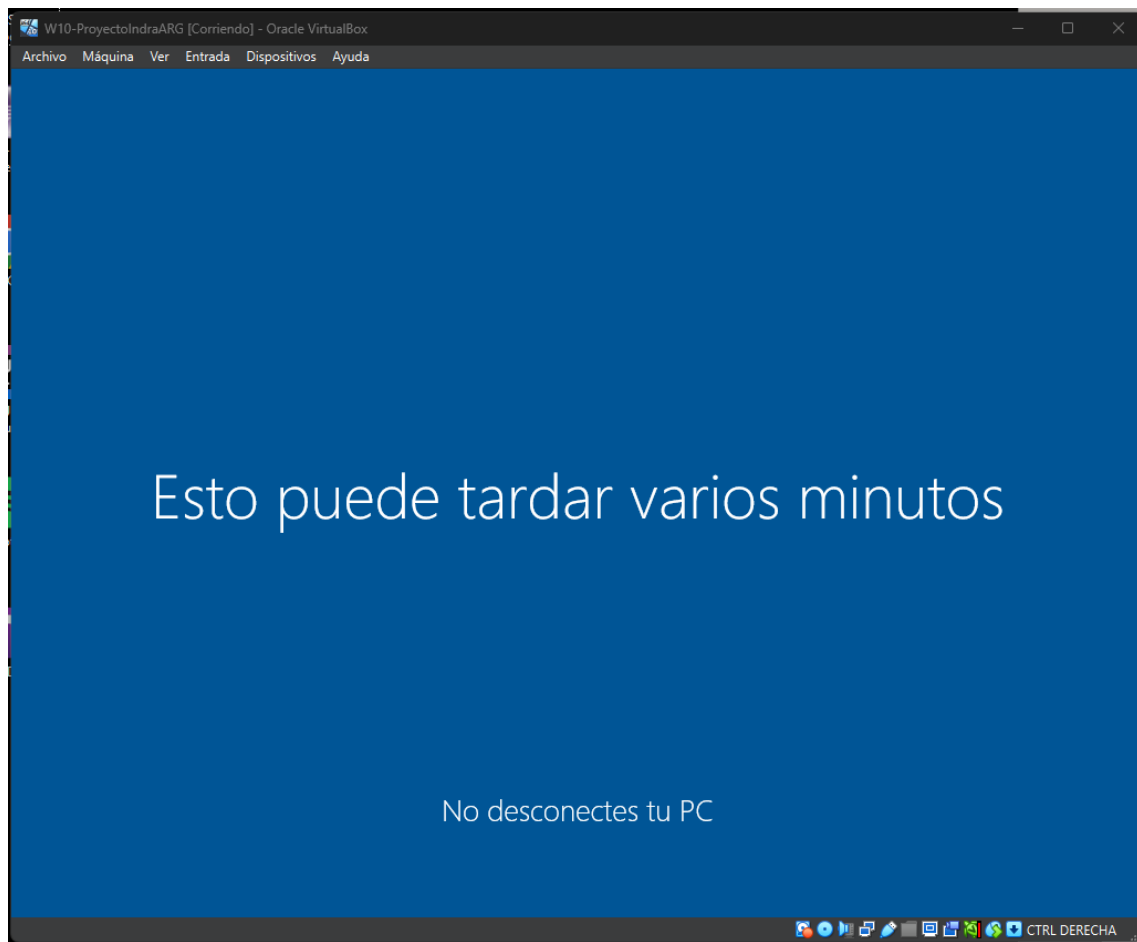 W10-ProyectoIndraARG [Corriendo] - Oracle VirtualBox
Archivo Máquina Ver Entrada Dispositivos Ayuda
Esto puede tardar varios minutos
No desconectes tu PC
CTRL DERECHA